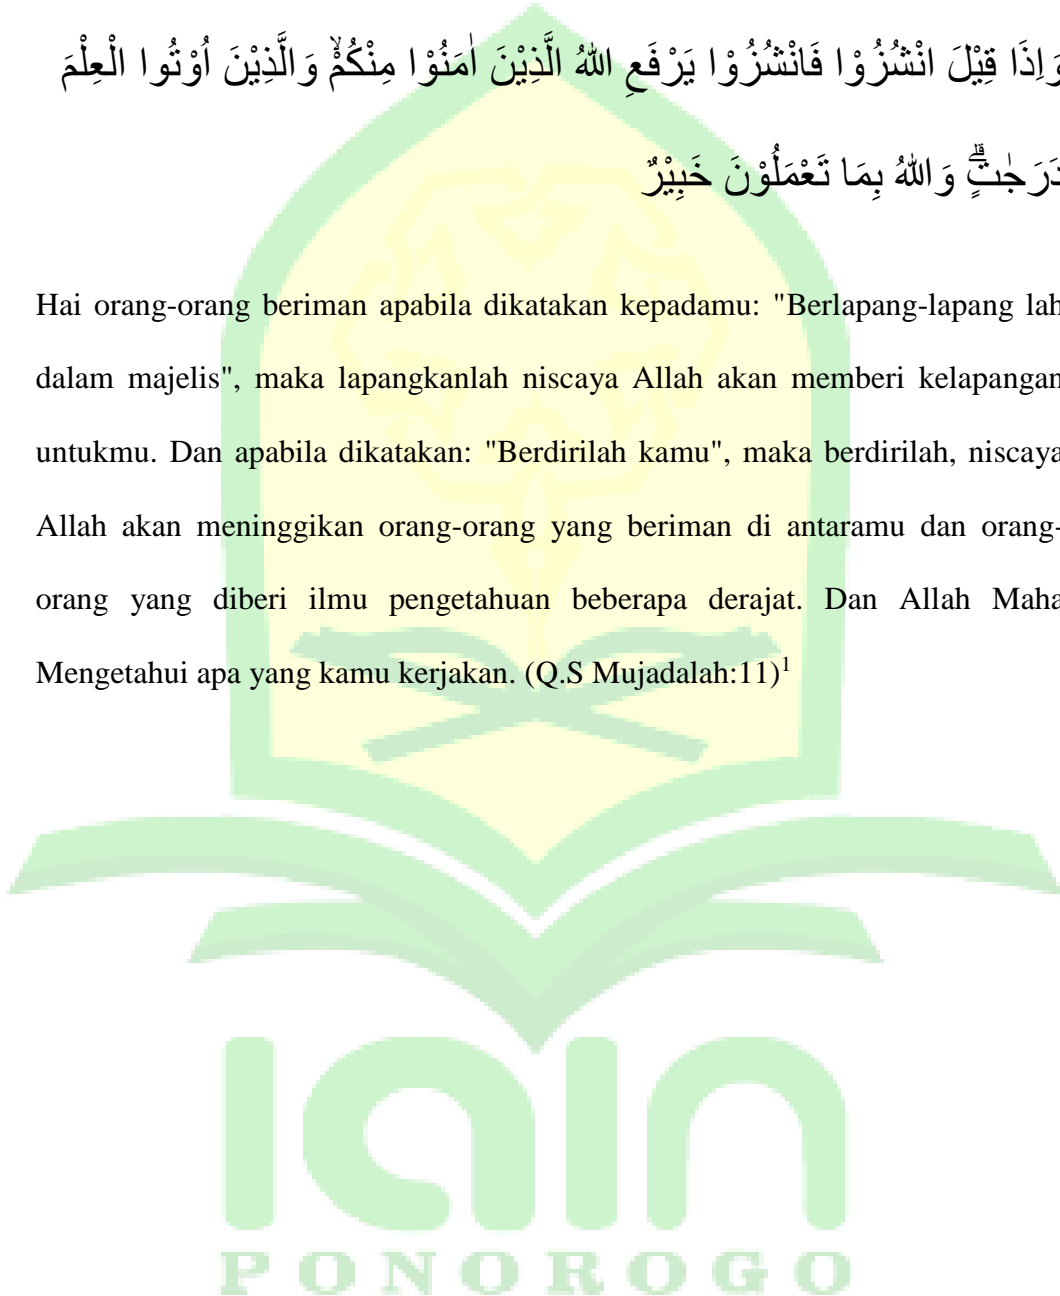 وَاِذَا قِيْلَ انْشُزُوْا فَانْشُزُوْا يَرْفَعِ اللهُ الَّذِيْنَ اٰمَنُوْا مِنْكُمْۙ وَالَّذِيْنَ اُوْتُوا الْعِلْمَ
دَرَجٰتٍۗ وَاللهُ بِمَا تَعْمَلُوْنَ خَبِيْرٌ
Hai orang-orang beriman apabila dikatakan kepadamu: "Berlapang-lapang lah
dalam majelis", maka lapangkanlah niscaya Allah akan memberi kelapangan
untukmu. Dan apabila dikatakan: "Berdirilah kamu", maka berdirilah, niscaya
Allah akan meninggikan orang-orang yang beriman di antaramu dan orang-
orang yang diberi ilmu pengetahuan beberapa derajat. Dan Allah Maha
Mengetahui apa yang kamu kerjakan. (Q.S Mujadalah:11)¹
iain
PONOROGO